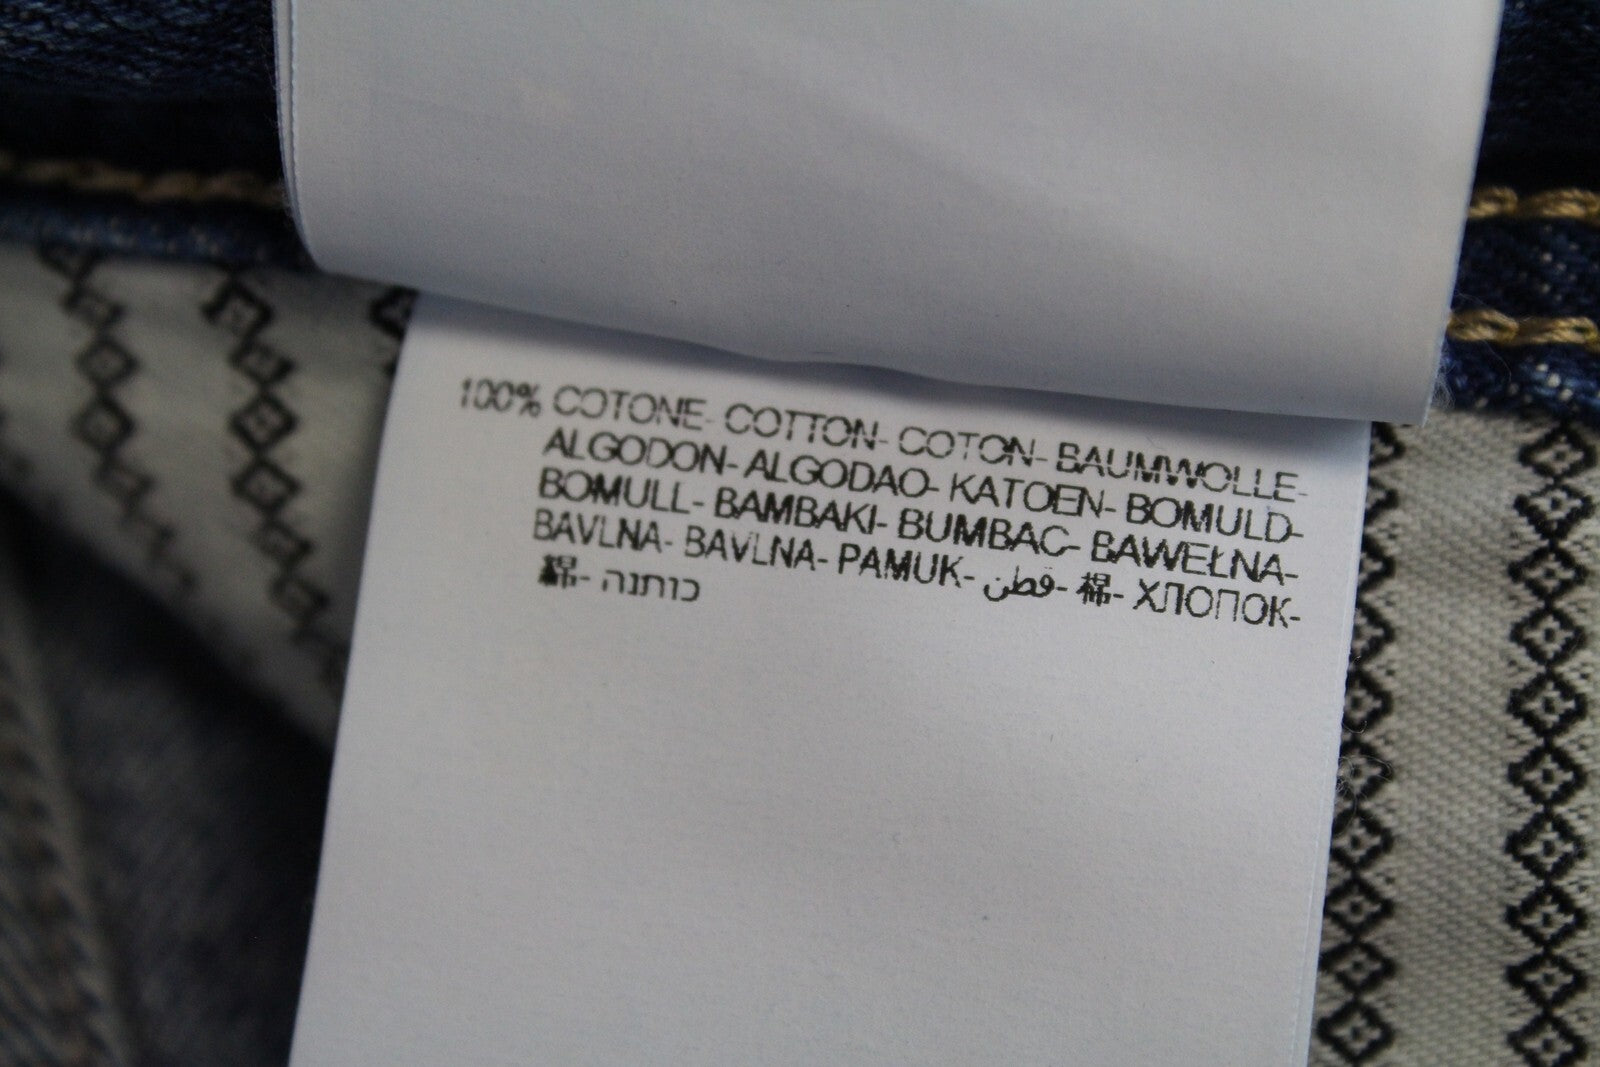 100% COTONE- COTTON- COTON- BAUMWOLLE-
ALGODON- ALGODAO- KATOEN- BOMULD-
BOMULL- BAMBAKI- BUMBAC- BAWEŁNA-
BAVLNA- BAVLNA- PAMUK- قطن- 棉- ХЛОПОК-
綿- כותנה